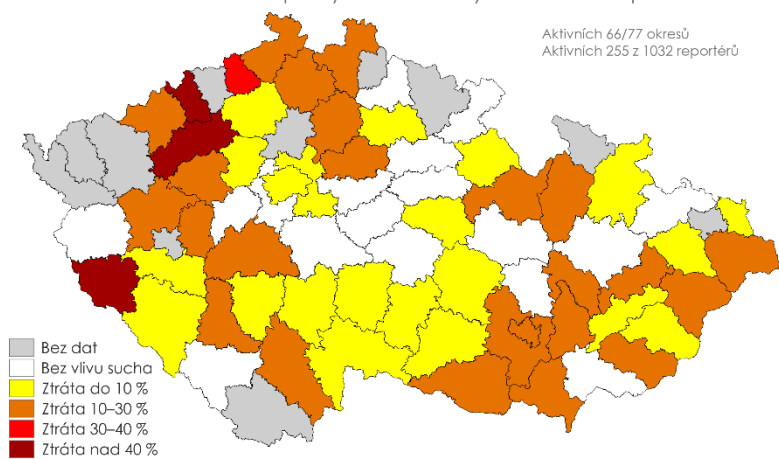 Aktivních 66/77 okresů
Aktivních 255 z 1032 reportérů
Bez dat
Bez vlivu sucha
Ztráta do 10 %
Ztráta 10–30 %
Ztráta 30–40 %
Ztráta nad 40 %